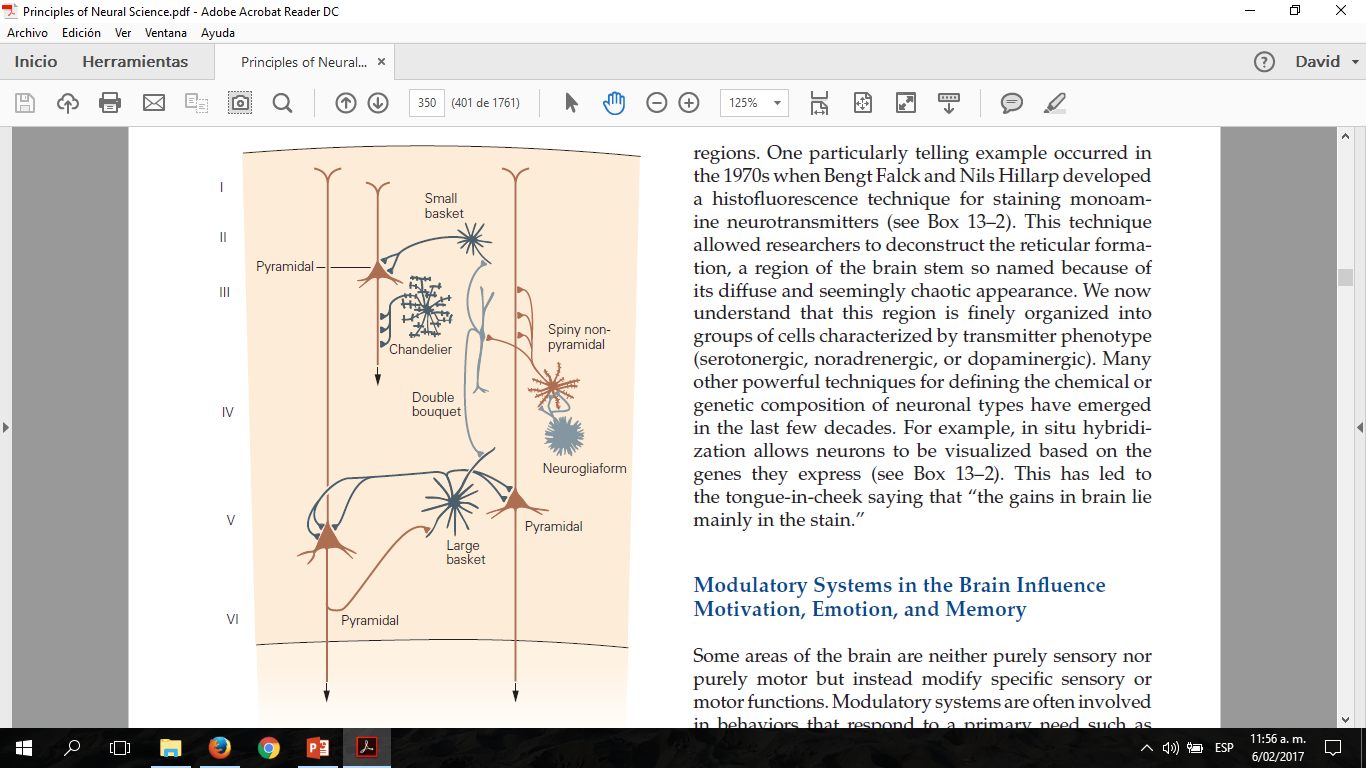 Principles of Neural Science.pdf - Adobe Acrobat Reader DC
Archivo Edición Ver Ventana Ayuda
Inicio Herramientas Principles of Neural... × ? David
350 (401 de 1761) 125%
I
II
III
IV
V
VI
Small
basket
Pyramidal
Chandelier
Spiny non-
pyramidal
Double
bouquet
Neurogliaform
Pyramidal
Large
basket
Pyramidal
regions. One particularly telling example occurred in
the 1970s when Bengt Falck and Nils Hillarp developed
a histofluorescence technique for staining monoam-
ine neurotransmitters (see Box 13–2). This technique
allowed researchers to deconstruct the reticular forma-
tion, a region of the brain stem so named because of
its diffuse and seemingly chaotic appearance. We now
understand that this region is finely organized into
groups of cells characterized by transmitter phenotype
(serotonergic, noradrenergic, or dopaminergic). Many
other powerful techniques for defining the chemical or
genetic composition of neuronal types have emerged
in the last few decades. For example, in situ hybridi-
zation allows neurons to be visualized based on the
genes they express (see Box 13–2). This has led to
the tongue-in-cheek saying that “the gains in brain lie
mainly in the stain.”
Modulatory Systems in the Brain Influence
Motivation, Emotion, and Memory
Some areas of the brain are neither purely sensory nor
purely motor but instead modify specific sensory or
motor functions. Modulatory systems are often involved
in behaviors that respond to a primary need such as
ESP
11:56 a. m.
6/02/2017